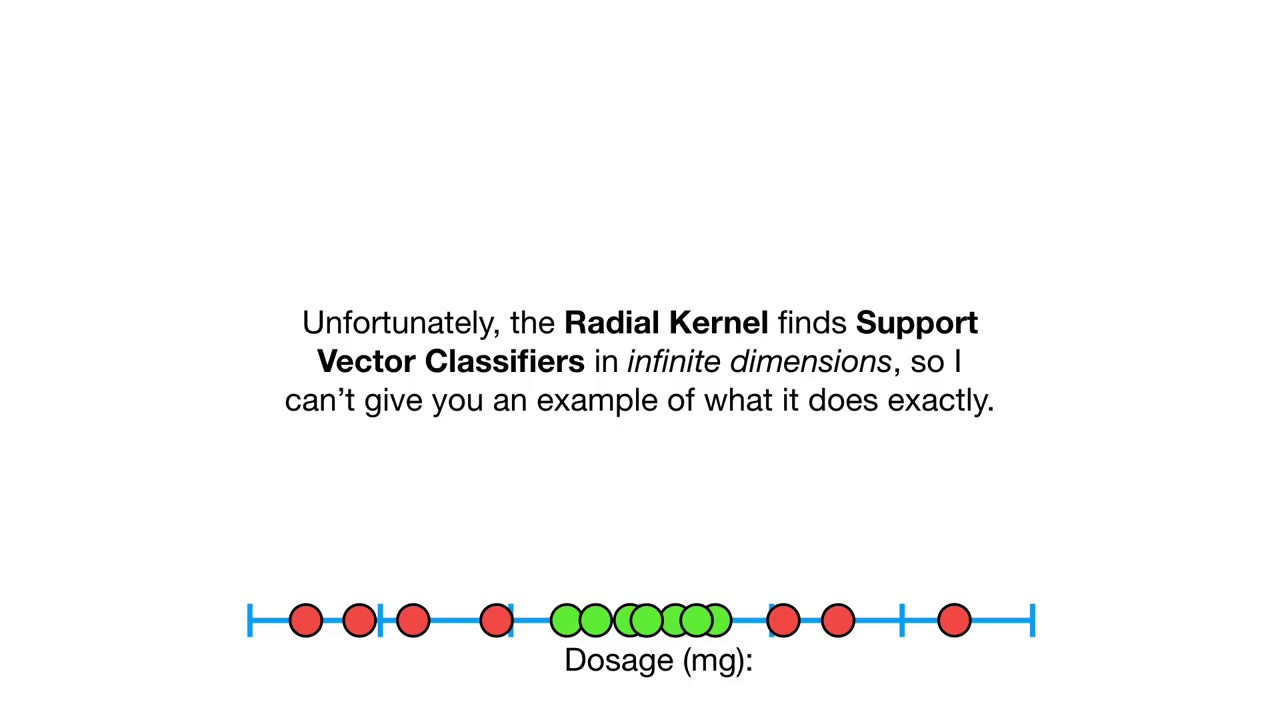 Unfortunately, the Radial Kernel finds Support
Vector Classifiers in infinite dimensions, so I
can’t give you an example of what it does exactly.
Dosage (mg):